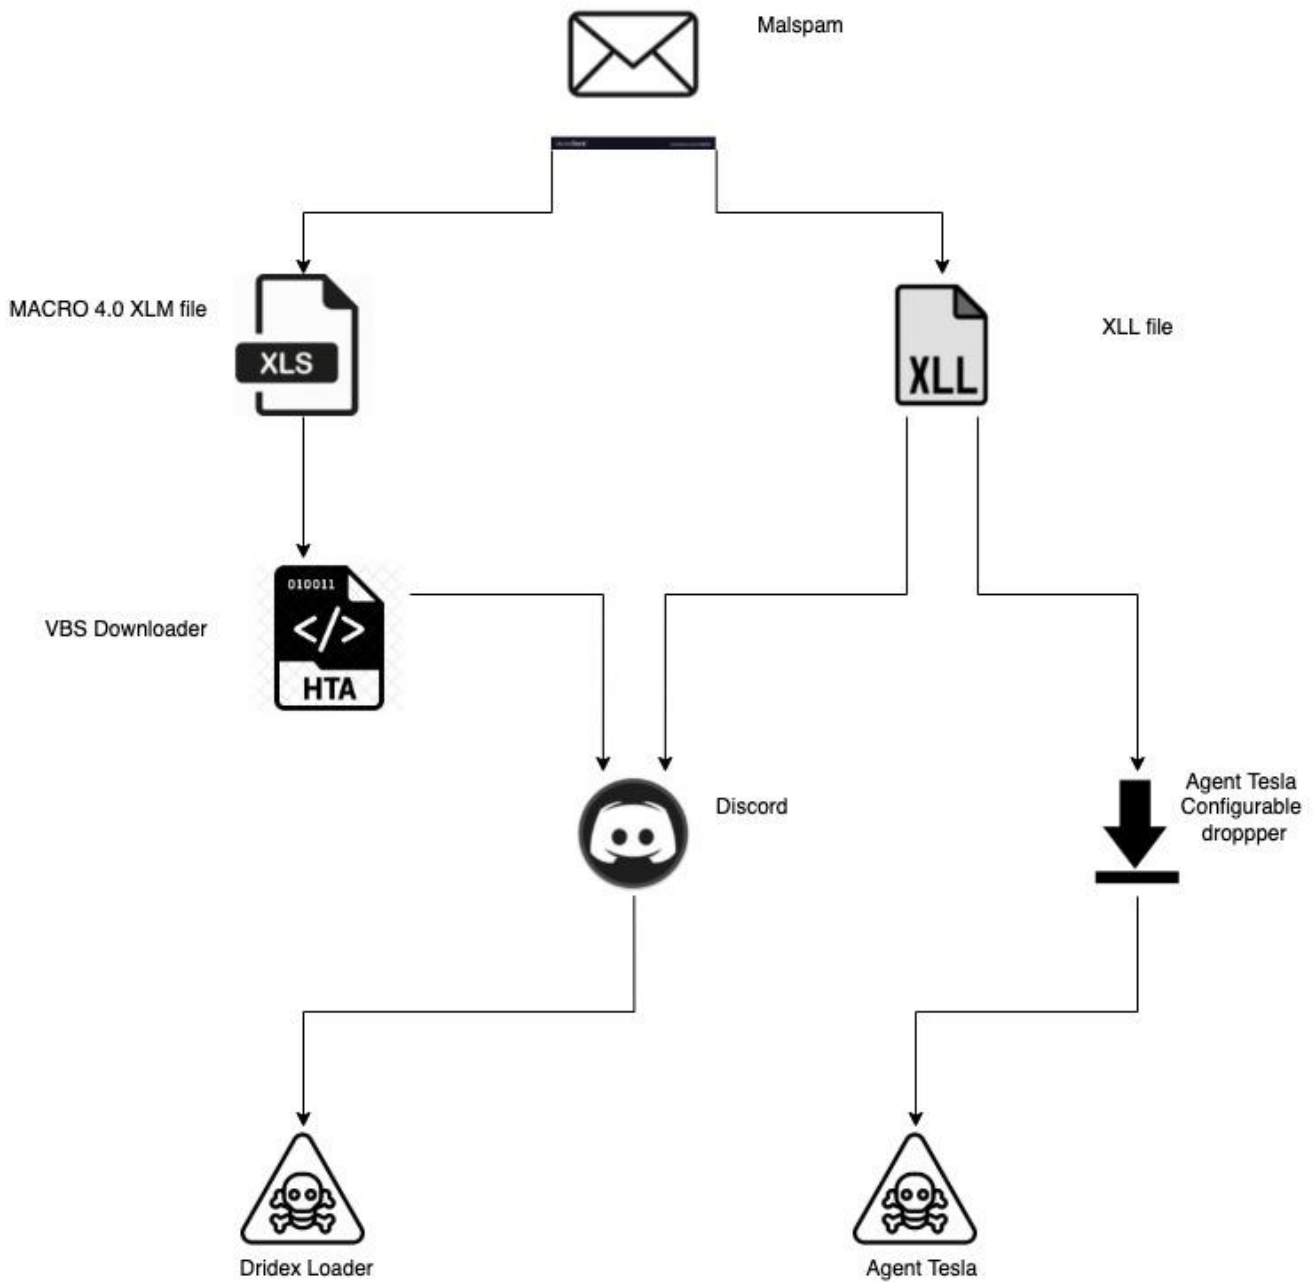 Malspam
MACRO 4.0 XLM file
XLS
XLL file
XLL
VBS Downloader
010011
</>
HTA
Discord
Agent Tesla
Configurable
droppper
Dridex Loader
Agent Tesla